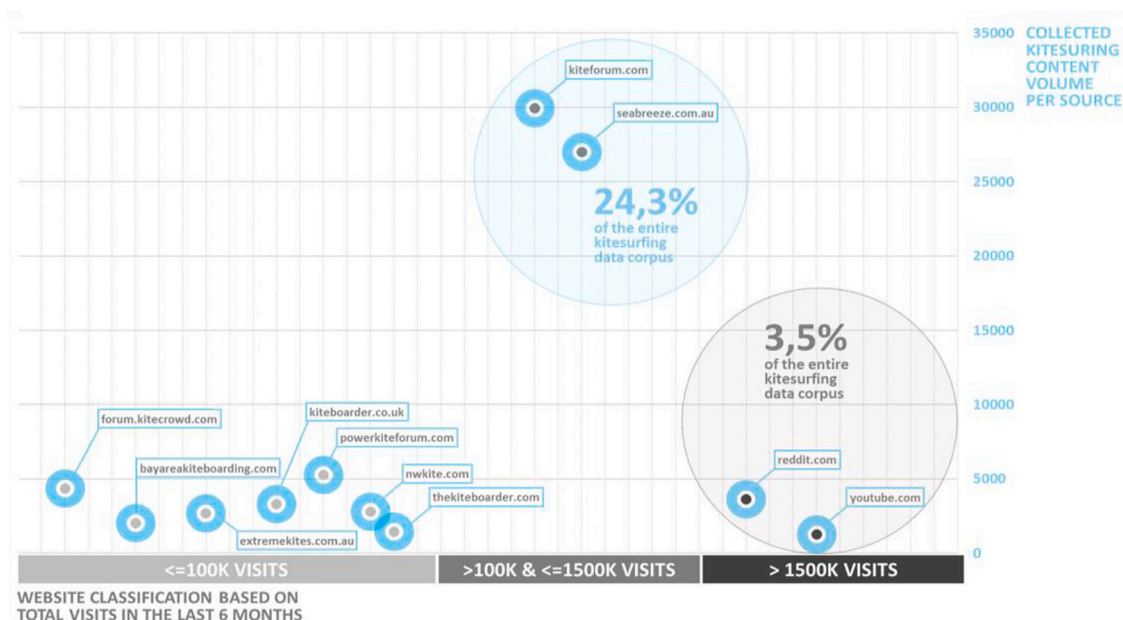 35000
COLLECTED
KITESURING
CONTENT
VOLUME
PER SOURCE
kiteforum.com
30000
seabreeze.com.au
25000
24,3%
of the entire
kitesurfing
data corpus
20000
15000
3,5%
of the entire
kitesurfing
data corpus
10000
forum.kitecrowd.com
kiteboarder.co.uk
powerkiteforum.com
bayareakiteboarding.com
nwkite.com
reddit.com
5000
thekiteboarder.com
youtube.com
extremekites.com.au
0
<=100K VISITS
>100K & <=1500K VISITS
> 1500K VISITS
WEBSITE CLASSIFICATION BASED ON
TOTAL VISITS IN THE LAST 6 MONTHS